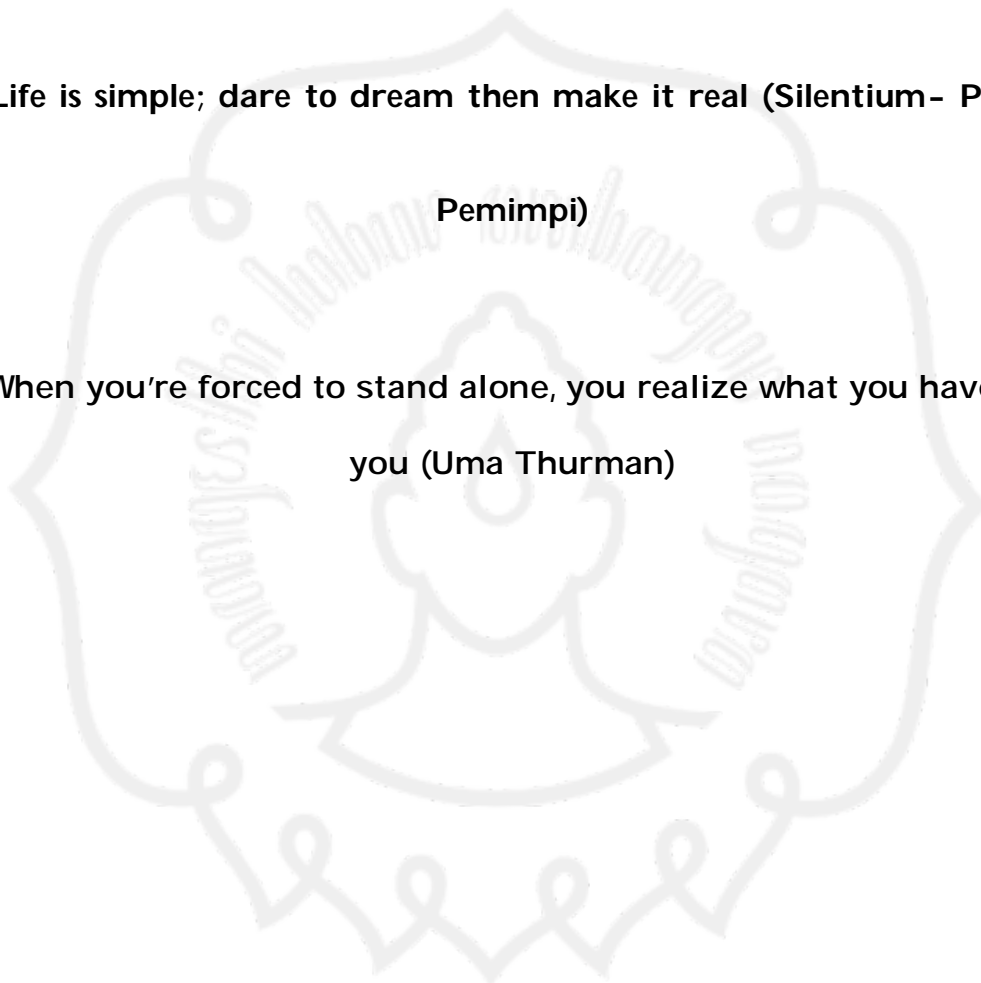 Life is simple; dare to dream then make it real (Silentium- P
Pemimpi)
When you're forced to stand alone, you realize what you have
you (Uma Thurman)